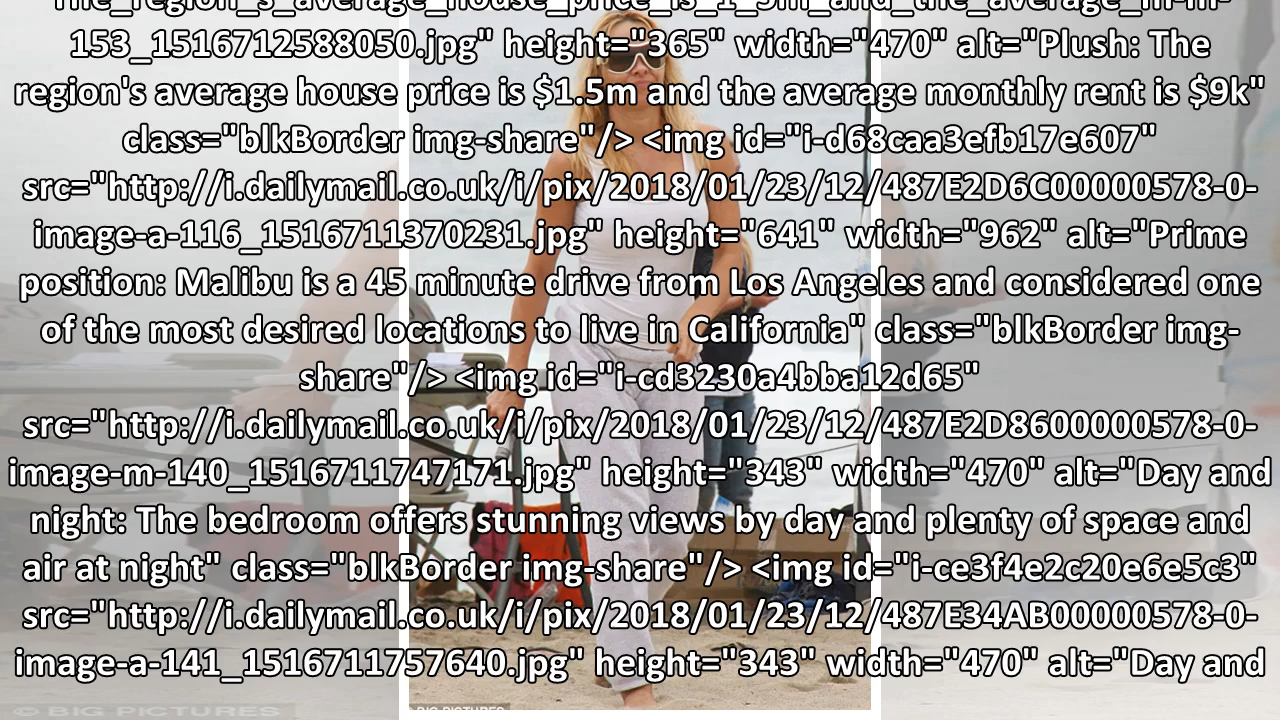 The_region_s_average_house_price_is_1_5m_and_the_average_m-m-
153_1516712588050.jpg" height="365" width="470" alt="Plush: The
region's average house price is $1.5m and the average monthly rent is $9k"
class="blkBorder img-share"/> <img id="i-d68caa3efb17e607"
src="http://i.dailymail.co.uk/i/pix/2018/01/23/12/487E2D6C00000578-0-
image-a-116_1516711370231.jpg" height="641" width="962" alt="Prime
position: Malibu is a 45 minute drive from Los Angeles and considered one
of the most desired locations to live in California" class="blkBorder img-
share"/> <img id="i-cd3230a4bba12d65"
src="http://i.dailymail.co.uk/i/pix/2018/01/23/12/487E2D8600000578-0-
image-m-140_1516711747171.jpg" height="343" width="470" alt="Day and
night: The bedroom offers stunning views by day and plenty of space and
air at night" class="blkBorder img-share"/> <img id="i-ce3f4e2c20e6e5c3"
src="http://i.dailymail.co.uk/i/pix/2018/01/23/12/487E34AB00000578-0-
image-a-141_1516711757640.jpg" height="343" width="470" alt="Day and
© BIG PICTURES
BIG PICTURES